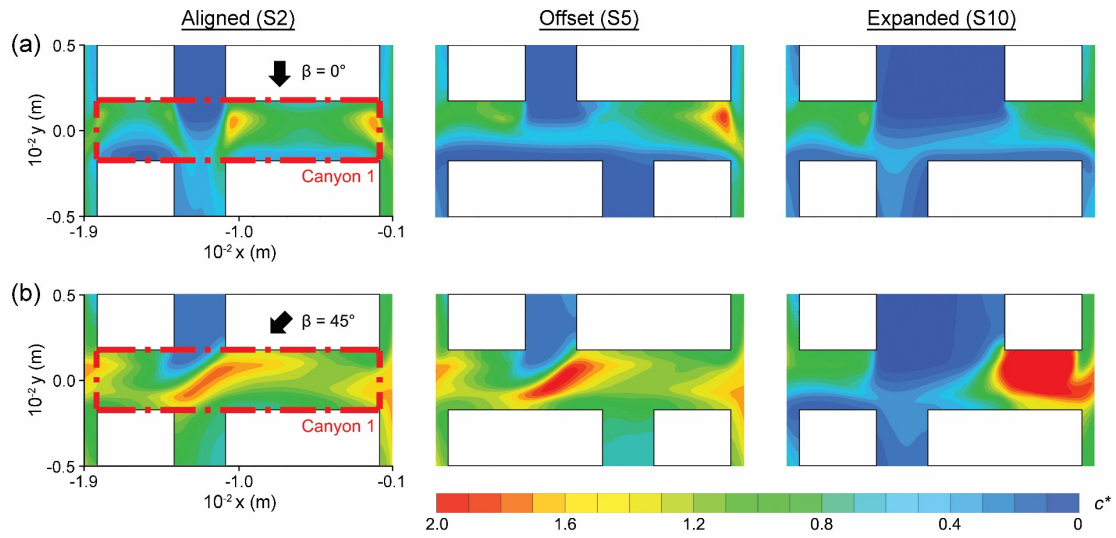 Aligned (S2) Offset (S5) Expanded (S10)
(a)
0.5
β = 0°
10⁻² y (m)
0.0
Canyon 1
-0.5
-1.9 -1.0 -0.1
10⁻² x (m)
(b)
0.5
β = 45°
10⁻² y (m)
0.0
Canyon 1
-0.5
-1.9 -1.0 -0.1
10⁻² x (m)
c*
2.0 1.6 1.2 0.8 0.4 0